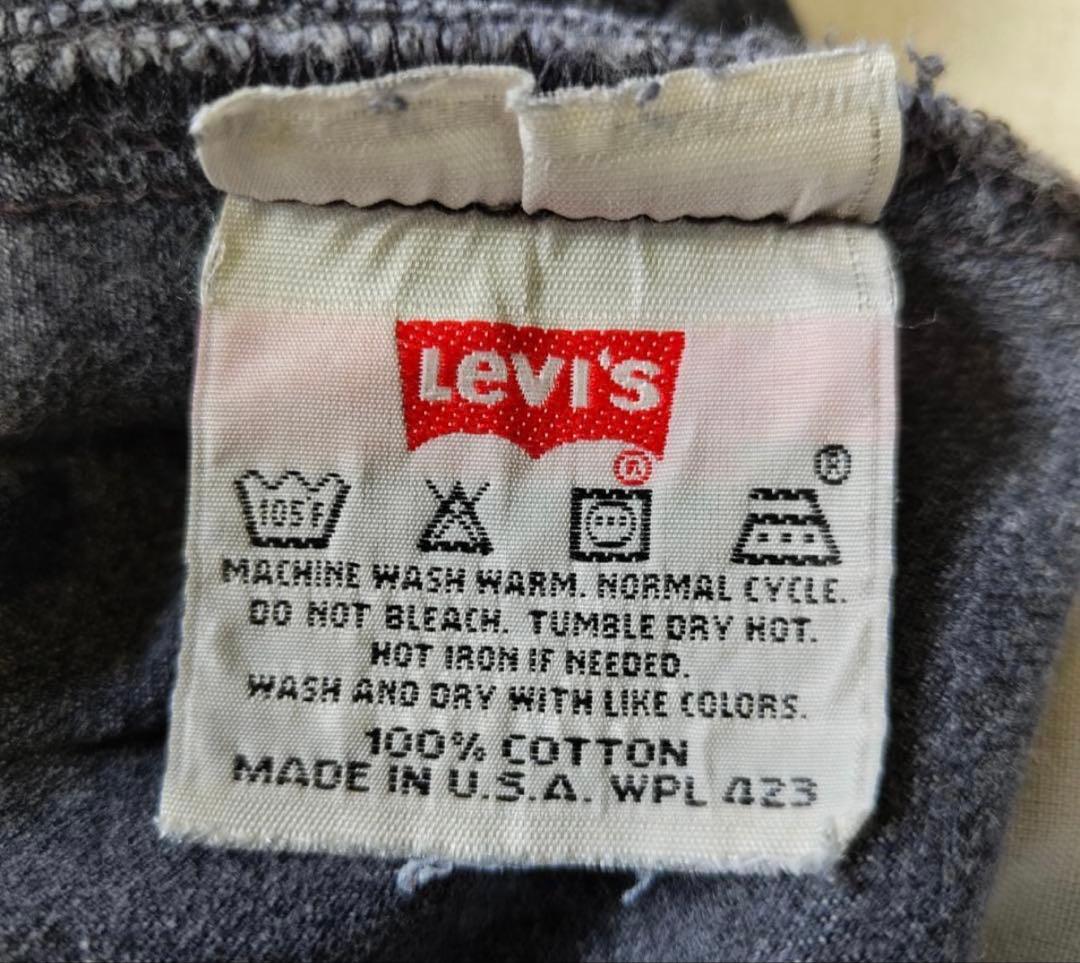 Levi's
®
®
105F
MACHINE WASH WARM. NORMAL CYCLE.
DO NOT BLEACH. TUMBLE DRY HOT.
HOT IRON IF NEEDED.
WASH AND DRY WITH LIKE COLORS.
100% COTTON
MADE IN U.S.A. WPL 423